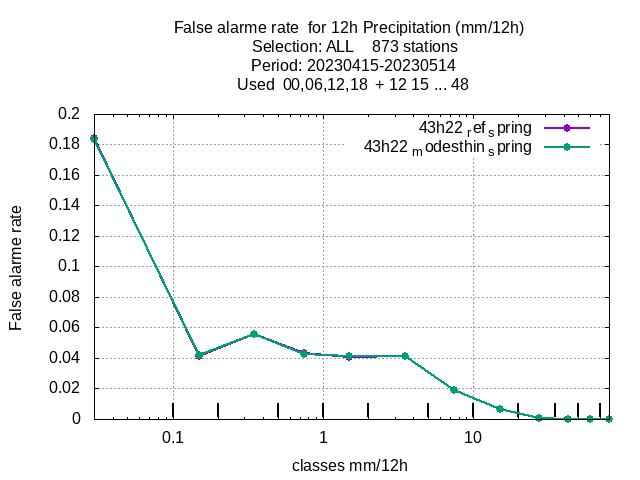 False alarme rate  for 12h Precipitation (mm/12h)
Selection: ALL    873 stations
Period: 20230415-20230514
Used  00,06,12,18  + 12 15 ... 48
43h22 ref spring
43h22 modesthin spring
0.2
0.18
0.16
0.14
0.12
0.1
0.08
0.06
0.04
0.02
0
False alarme rate
0.1 1 10
classes mm/12h